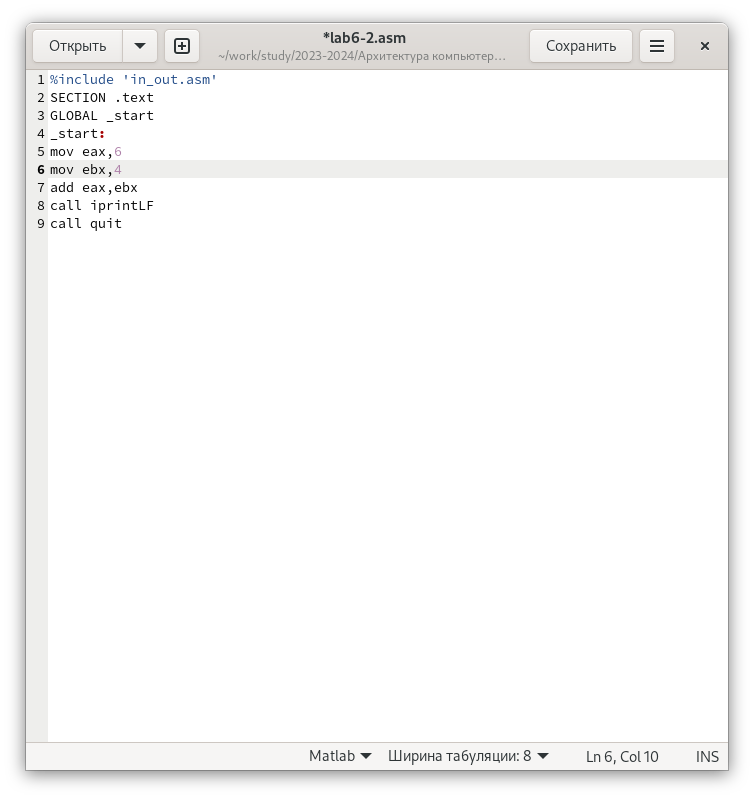 Открыть
*lab6-2.asm
~/work/study/2023-2024/Архитектура компьютер…
Сохранить
1 %include 'in_out.asm'
2 SECTION .text
3 GLOBAL _start
4 _start:
5 mov eax,6
6 mov ebx,4
7 add eax,ebx
8 call iprintLF
9 call quit
Matlab Ширина табуляции: 8 Ln 6, Col 10 INS